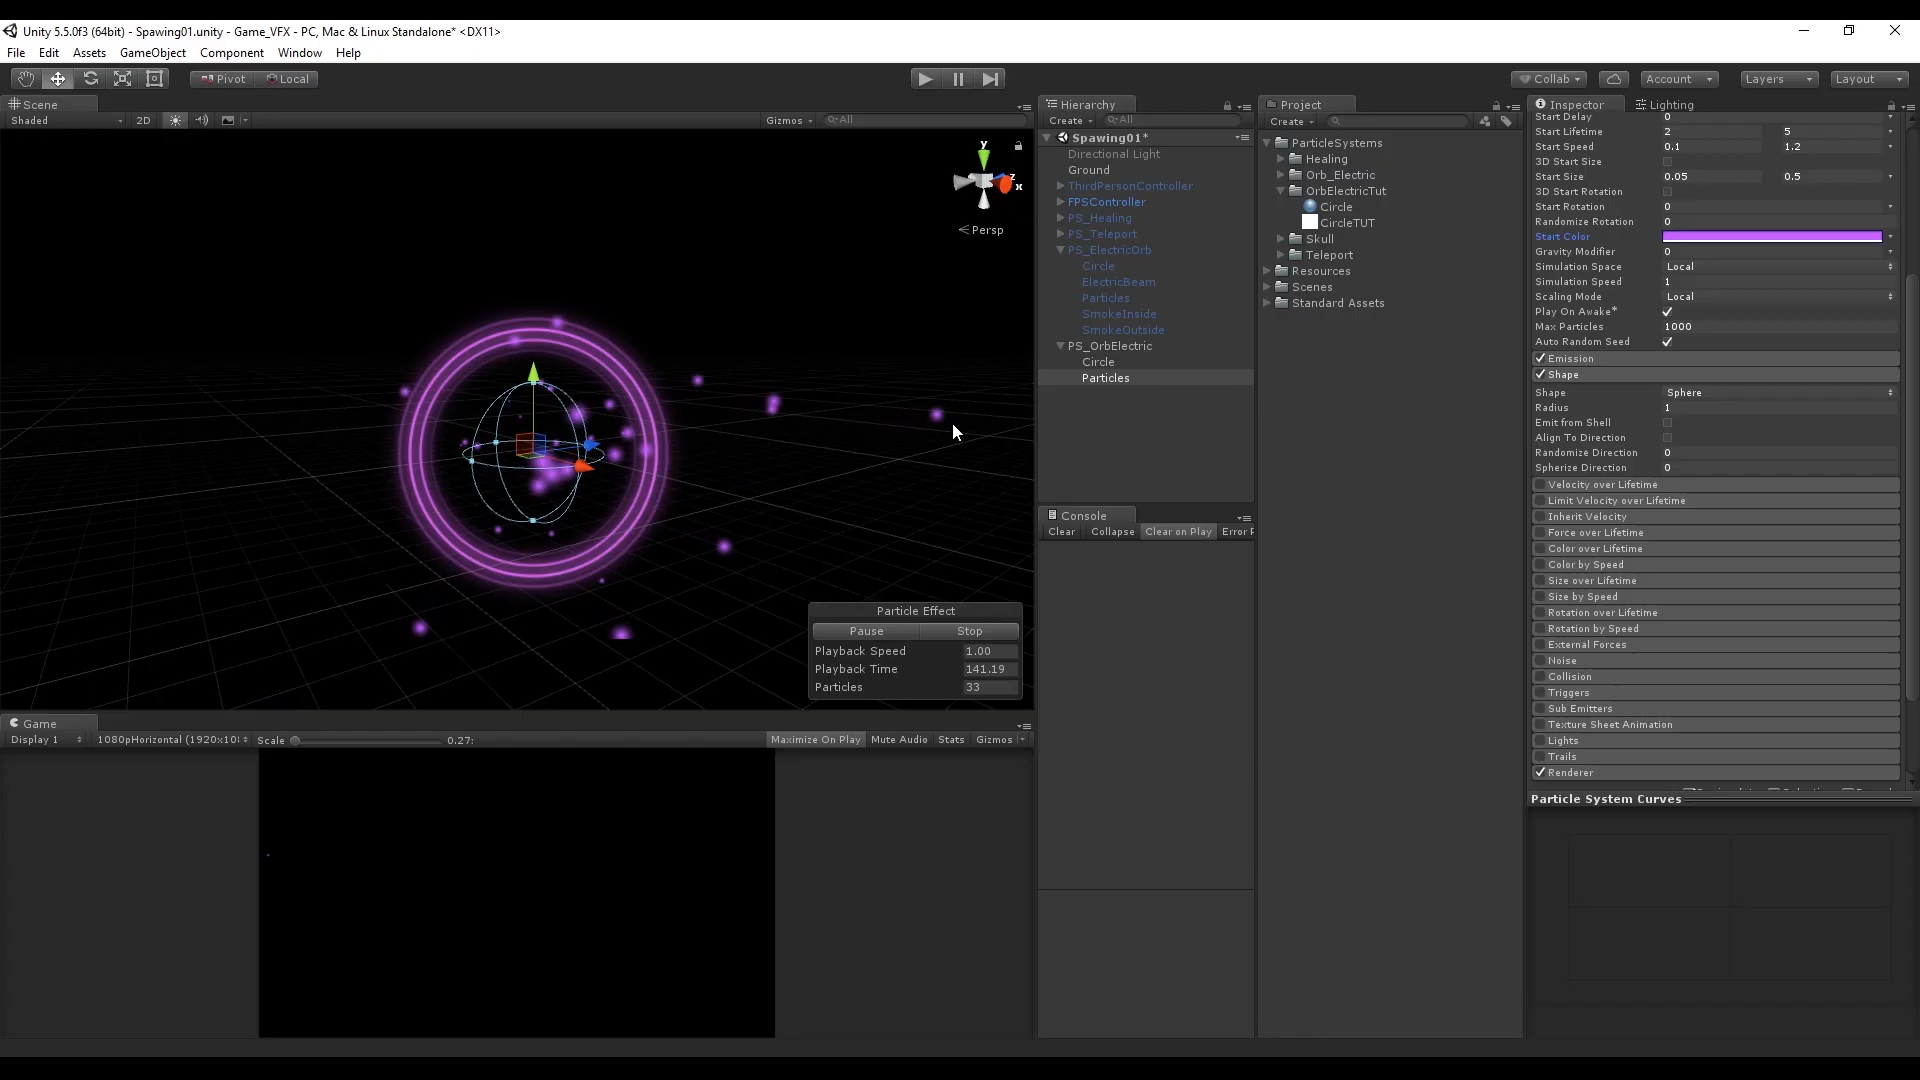 Unity 5.5.0f3 (64bit) - Spawing01.unity - Game_VFX - PC, Mac & Linux Standalone* <DX11>
File Edit Assets GameObject Component Window Help
Pivot Local
Collab Account Layers Layout
Scene
Shaded 2D Gizmos All
y
z
x
Persp
Particle Effect
Pause Stop
Playback Speed 1.00
Playback Time 141.19
Particles 33
Game
Display 1 1080pHorizontal (1920x10 Scale 0.27: Maximize On Play Mute Audio Stats Gizmos
Hierarchy
Create All
Spawing01*
Directional Light
Ground
ThirdPersonController
FPSController
PS_Healing
PS_Teleport
PS_ElectricOrb
Circle
ElectricBeam
Particles
SmokeInside
SmokeOutside
PS_OrbElectric
Circle
Particles
Console
Clear Collapse Clear on Play Error P
Project
Create
ParticleSystems
Healing
Orb_Electric
OrbElectricTut
Circle
CircleTUT
Skull
Teleport
Resources
Scenes
Standard Assets
Inspector Lighting
Start Delay 0
Start Lifetime 2 5
Start Speed 0.1 1.2
3D Start Size
Start Size 0.05 0.5
3D Start Rotation
Start Rotation 0
Randomize Rotation 0
Start Color
Gravity Modifier 0
Simulation Space Local
Simulation Speed 1
Scaling Mode Local
Play On Awake*
Max Particles 1000
Auto Random Seed
Emission
Shape
Shape Sphere
Radius 1
Emit from Shell
Align To Direction
Randomize Direction 0
Spherize Direction 0
Velocity over Lifetime
Limit Velocity over Lifetime
Inherit Velocity
Force over Lifetime
Color over Lifetime
Color by Speed
Size over Lifetime
Size by Speed
Rotation over Lifetime
Rotation by Speed
External Forces
Noise
Collision
Triggers
Sub Emitters
Texture Sheet Animation
Lights
Trails
Renderer
Particle System Curves